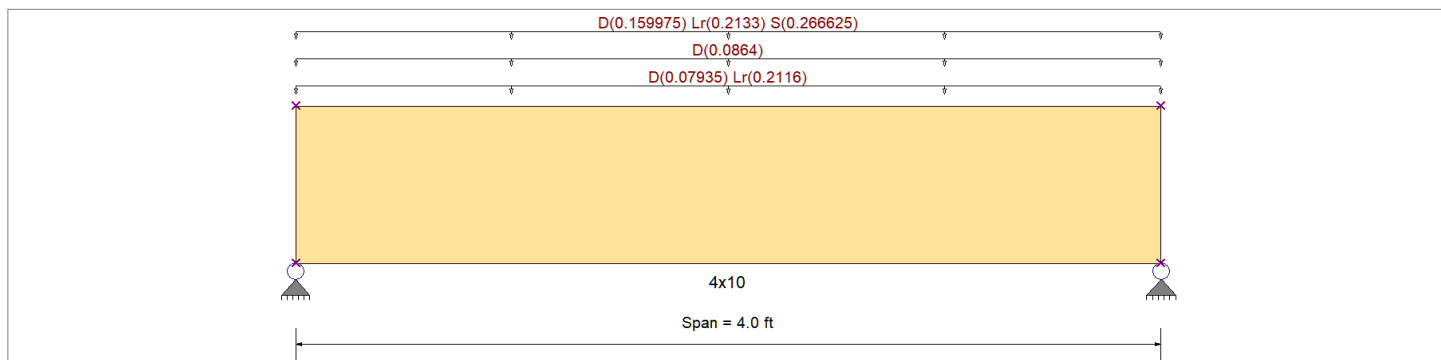 D(0.159975) Lr(0.2133) S(0.266625)
D(0.0864)
D(0.07935) Lr(0.2116)
4x10
Span = 4.0 ft